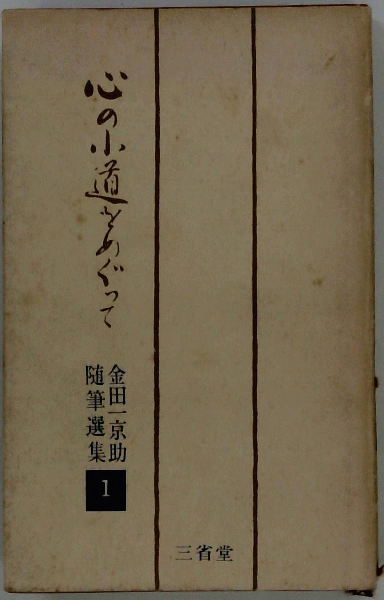 心の小道をめぐって
金田一京助
随筆選集
1
三省堂